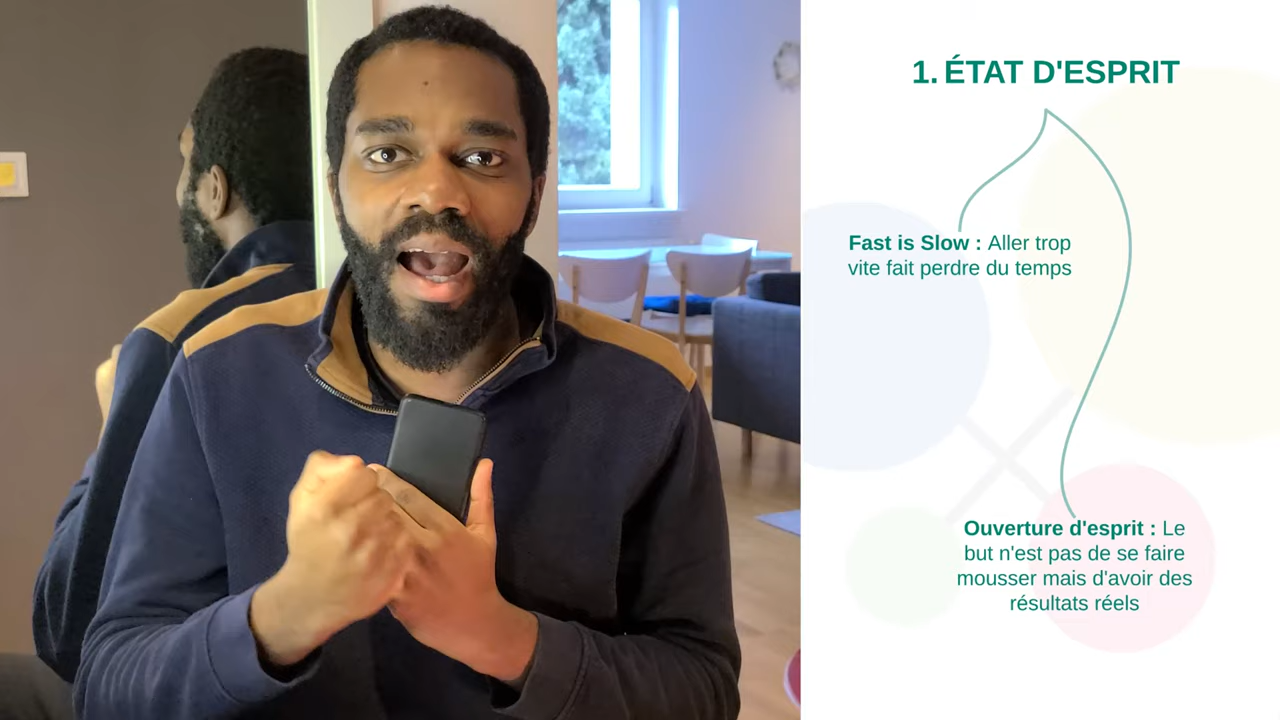 1. ÉTAT D'ESPRIT
Fast is Slow : Aller trop
vite fait perdre du temps
Ouverture d'esprit : Le
but n'est pas de se faire
mousser mais d'avoir des
résultats réels